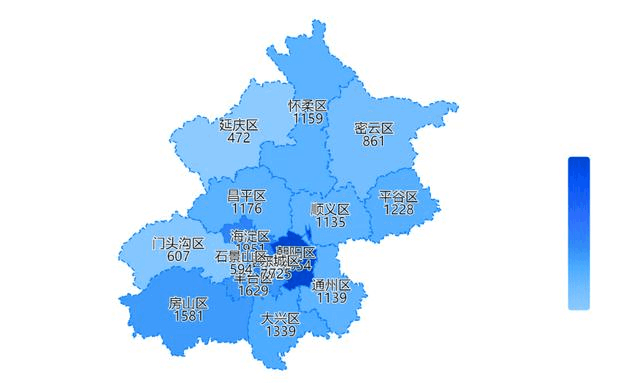 怀柔区
1159
延庆区
472
密云区
861
昌平区
1176
平谷区
1228
顺义区
1135
海淀区
1951
门头沟区
607
朝阳区
石景山区
594
东城区
丰台区
1629
通州区
1139
房山区
1581
大兴区
1339